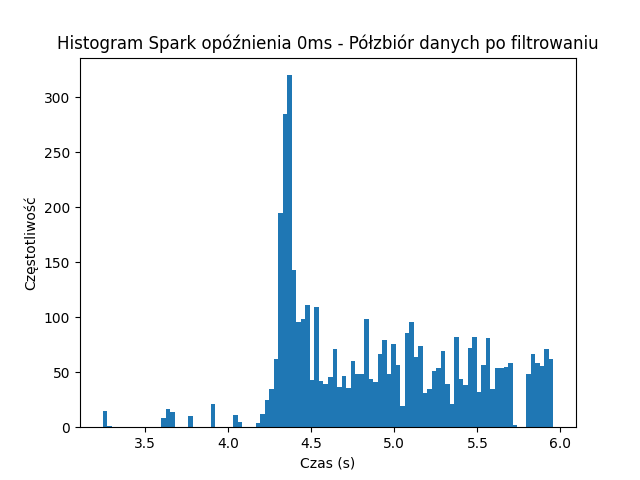 Histogram Spark opóźnienia 0ms - Półzbiór danych po filtrowaniu
300
250
200
150
100
50
0
Częstotliwość
3.5 4.0 4.5 5.0 5.5 6.0
Czas (s)